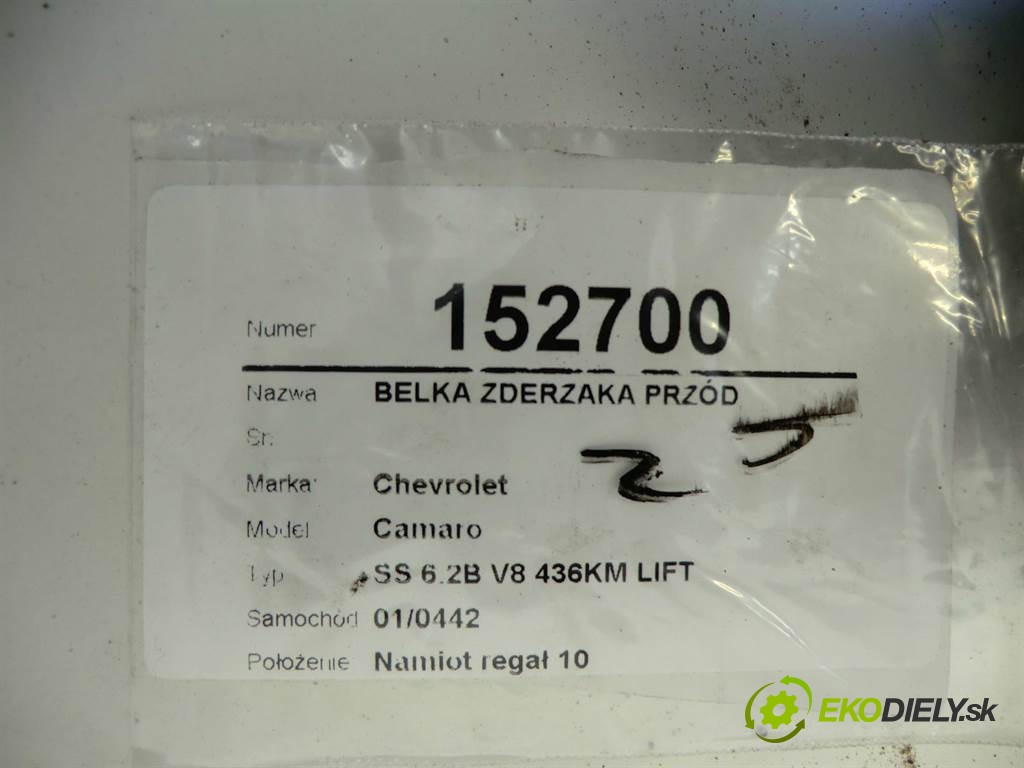 Numer 152700
Nazwa BELKA ZDERZAKA PRZÓD
Sn:
Marka: Chevrolet
Model Camaro
Typ SS 6.2B V8 436KM LIFT
Samochód 01/0442
Położenie Namiot regał 10
EKODIELY.sk